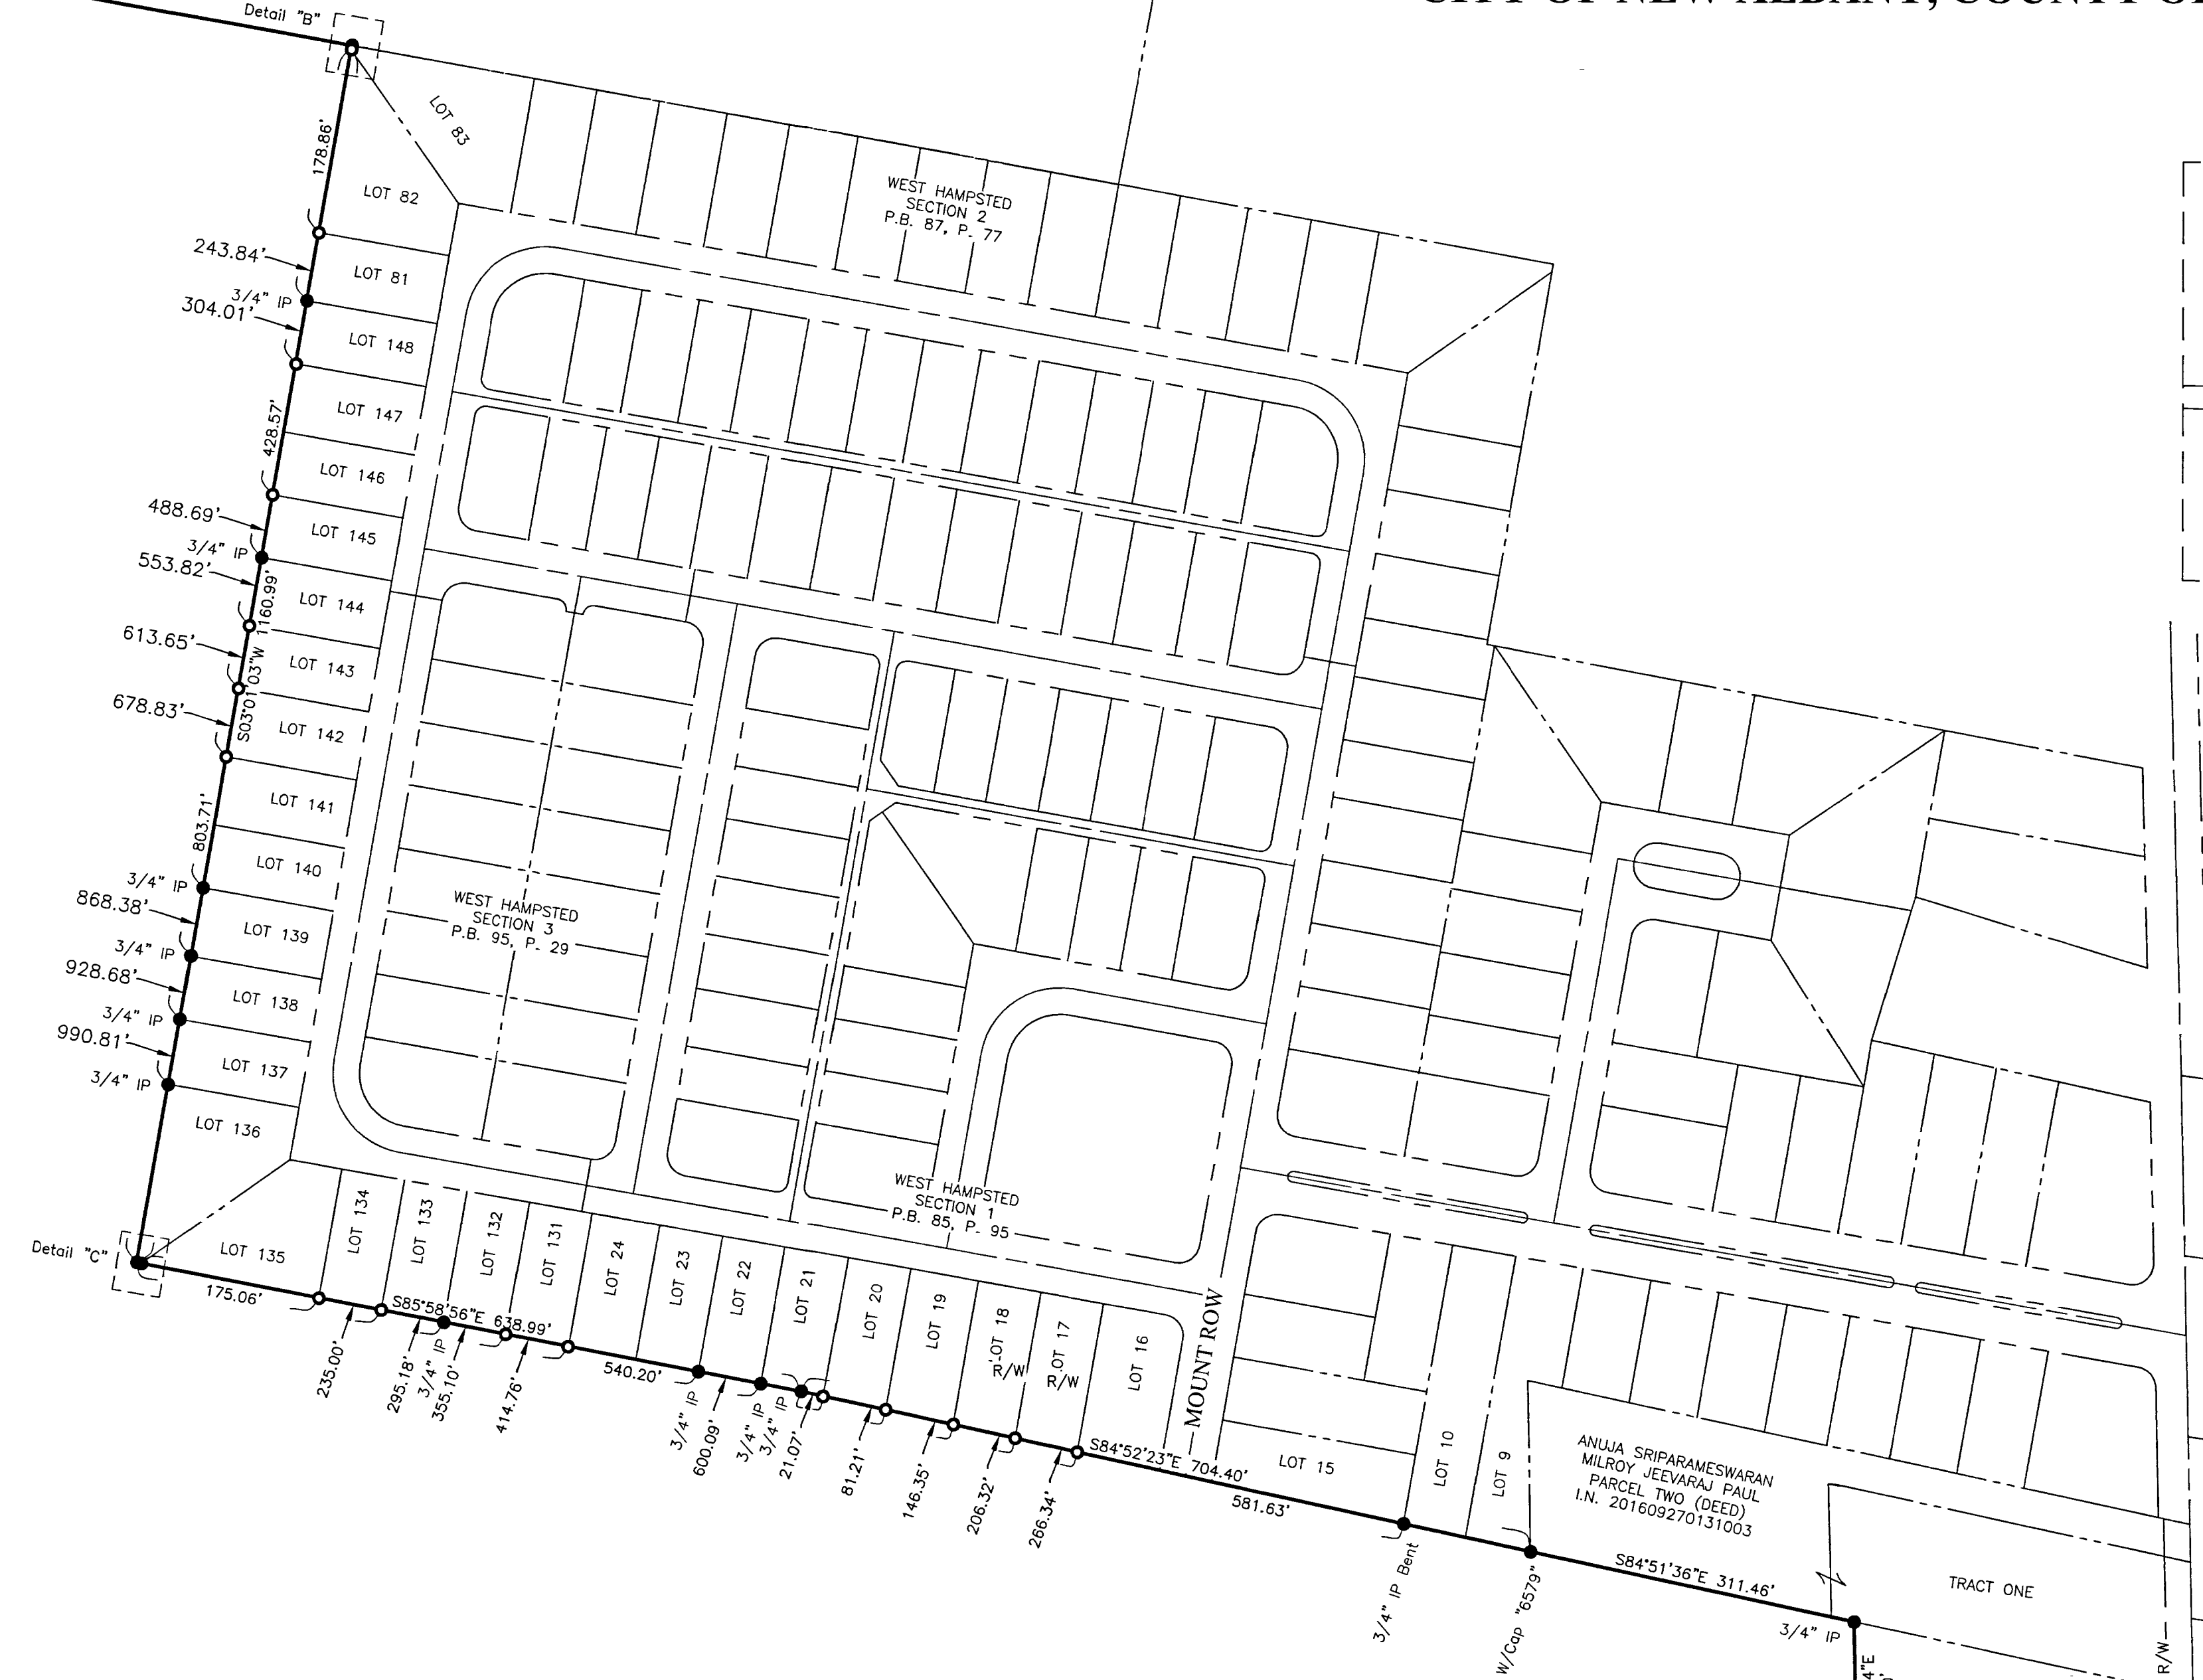 Detail "B"
178.86'
LOT 83
LOT 82
WEST HAMPSTED
SECTION 2
P.B. 87, P. 77
243.84'
LOT 81
3/4" IP
304.01'
LOT 148
428.57'
LOT 147
LOT 146
488.69'
LOT 145
3/4" IP
553.82'
LOT 144
S03°01'03"W 1160.99'
613.65'
LOT 143
678.83'
LOT 142
803.71'
LOT 141
LOT 140
3/4" IP
868.38'
LOT 139
WEST HAMPSTED
SECTION 3
P.B. 95, P. 29
3/4" IP
928.68'
LOT 138
3/4" IP
990.81'
LOT 137
3/4" IP
LOT 136
WEST HAMPSTED
SECTION 1
P.B. 85, P. 95
Detail "C"
LOT 135
LOT 134
LOT 133
LOT 132
LOT 131
LOT 24
LOT 23
LOT 22
LOT 21
LOT 20
LOT 19
LOT 18
R/W
LOT 17
R/W
LOT 16
MOUNT ROW
LOT 15
LOT 10
LOT 9
175.06'
S85°58'56"E 638.99'
235.00'
295.18'
3/4" IP
355.10'
414.76'
540.20'
3/4" IP
600.09'
3/4" IP
3/4" IP
21.07'
81.21'
146.35'
206.32'
266.34'
S84°52'23"E 704.40'
581.63'
3/4" IP Bent
W/Cap "6579"
ANUJA SRIPARAMESWARAN
MILROY JEEVARAJ PAUL
PARCEL TWO (DEED)
I.N. 201609270131003
S84°51'36"E 311.46'
TRACT ONE
3/4" IP
4"E
R/W